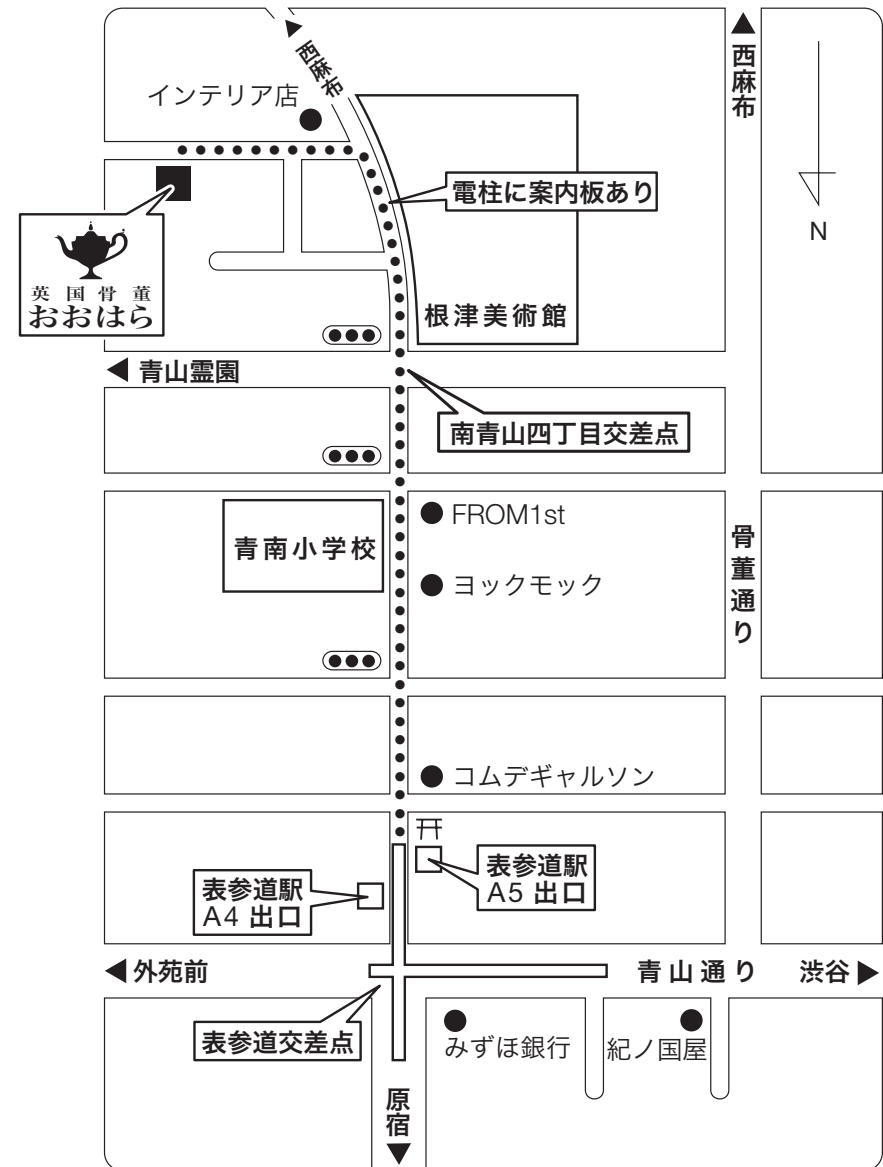 西麻布
西麻布
インテリア店
電柱に案内板あり
N
英国骨董
おおはら
根津美術館
青山霊園
南青山四丁目交差点
FROM1st
青南小学校
骨董通り
ヨックモック
コムデギャルソン
表参道駅
A5 出口
表参道駅
A4 出口
外苑前
青山通り
渋谷
表参道交差点
みずほ銀行
紀ノ国屋
原宿